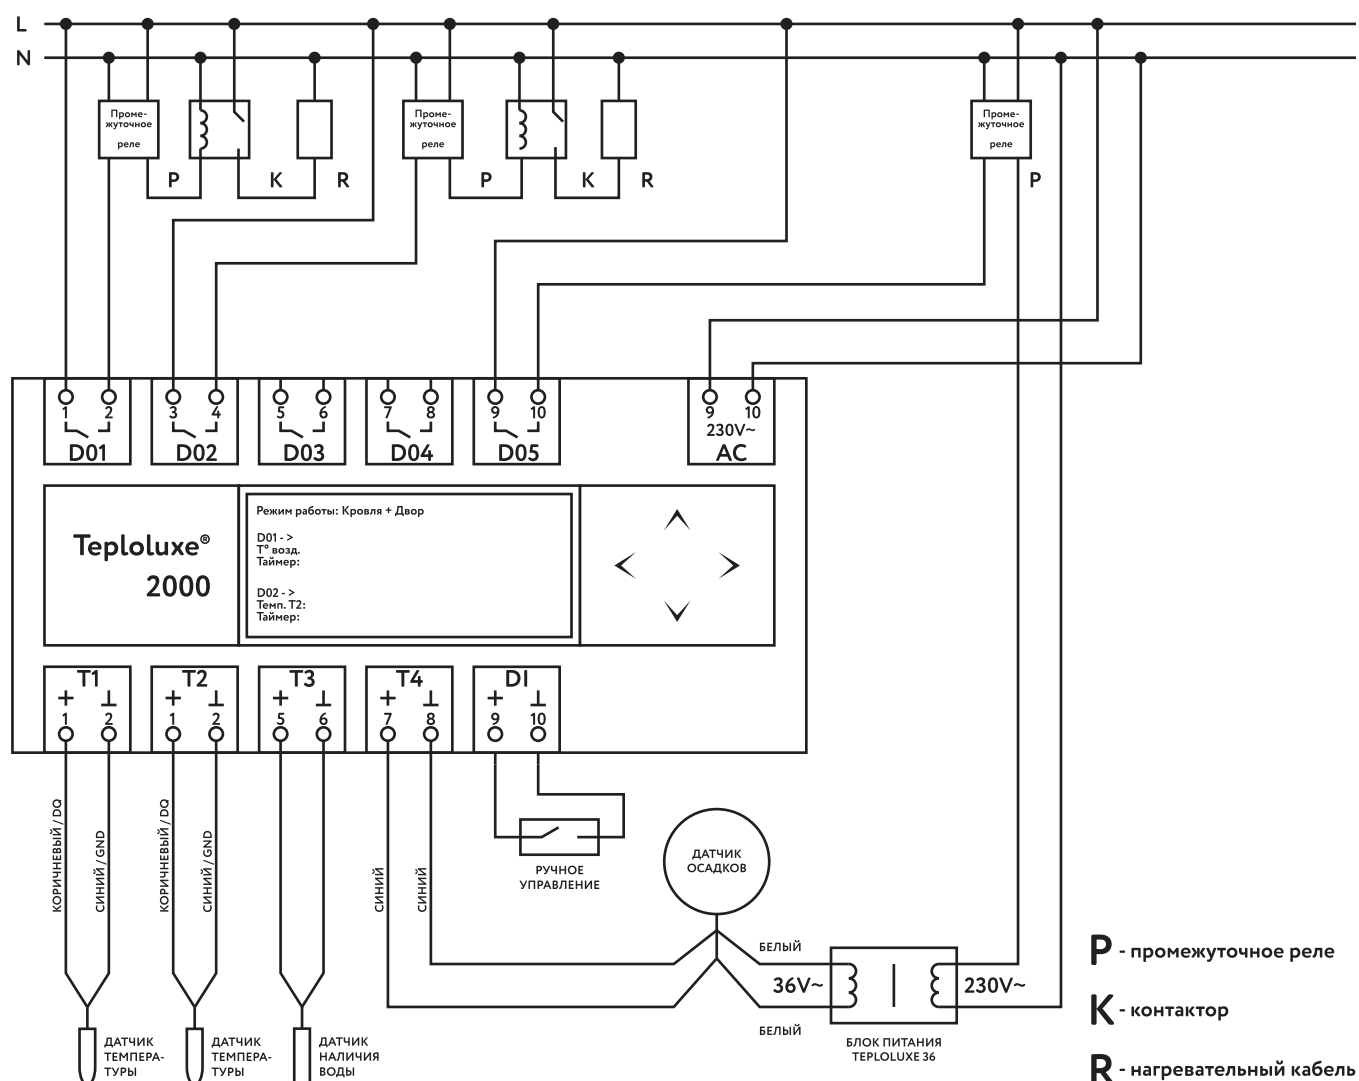 L
N
Проме-
жуточное
реле
P
K
R
Проме-
жуточное
реле
P
K
R
Проме-
жуточное
реле
P
1 2
D01
3 4
D02
5 6
D03
7 8
D04
9 10
D05
9 10
230V~
AC
Teploluxe®
2000
Режим работы: Кровля + Двор
D01 - >
T° возд.
Таймер:
D02 - >
Темп. T2:
Таймер:
T1
+ ⊥
1 2
T2
+ ⊥
1 2
T3
+ ⊥
5 6
T4
+ ⊥
7 8
DI
+ ⊥
9 10
КОРИЧНЕВЫЙ / DQ
СИНИЙ / GND
КОРИЧНЕВЫЙ / DQ
СИНИЙ / GND
СИНИЙ
СИНИЙ
РУЧНОЕ
УПРАВЛЕНИЕ
ДАТЧИК
ОСАДКОВ
БЕЛЫЙ
36V~
230V~
БЕЛЫЙ
БЛОК ПИТАНИЯ
TEPLOLUXE 36
ДАТЧИК
ТЕМПЕРА-
ТУРЫ
ДАТЧИК
ТЕМПЕРА-
ТУРЫ
ДАТЧИК
НАЛИЧИЯ
ВОДЫ
P - промежуточное реле
K - контактор
R - нагревательный кабель